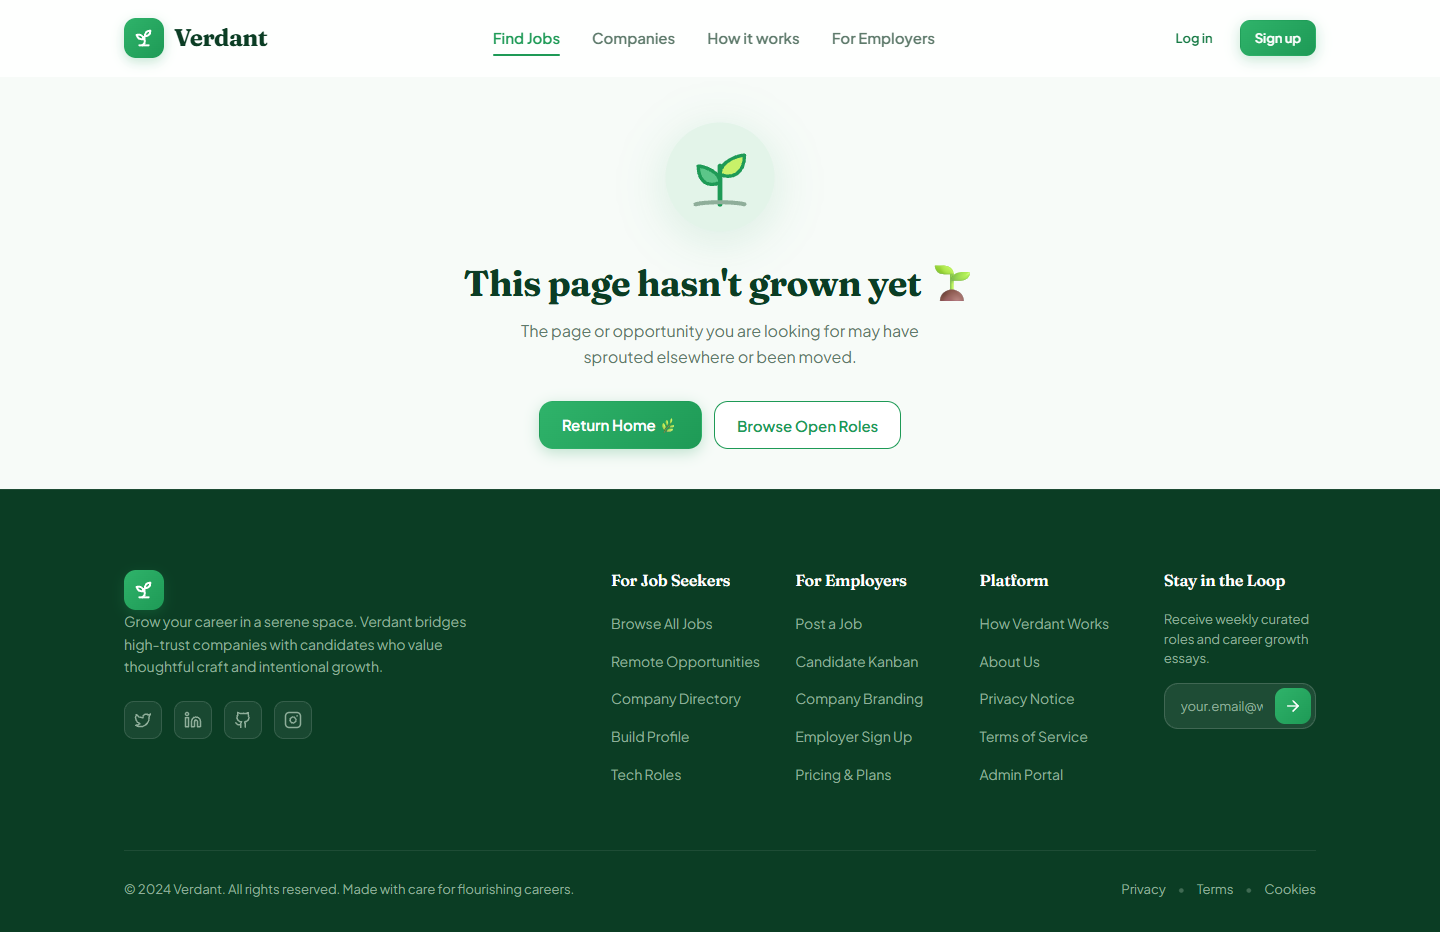 Verdant
Find Jobs
Companies
How it works
For Employers
Log in
Sign up
This page hasn't grown yet 🌱
The page or opportunity you are looking for may have
sprouted elsewhere or been moved.
Return Home 🌿
Browse Open Roles
Grow your career in a serene space. Verdant bridges
high-trust companies with candidates who value
thoughtful craft and intentional growth.
For Job Seekers
Browse All Jobs
Remote Opportunities
Company Directory
Build Profile
Tech Roles
For Employers
Post a Job
Candidate Kanban
Company Branding
Employer Sign Up
Pricing & Plans
Platform
How Verdant Works
About Us
Privacy Notice
Terms of Service
Admin Portal
Stay in the Loop
Receive weekly curated
roles and career growth
essays.
your.email@w
© 2024 Verdant. All rights reserved. Made with care for flourishing careers.
Privacy • Terms • Cookies